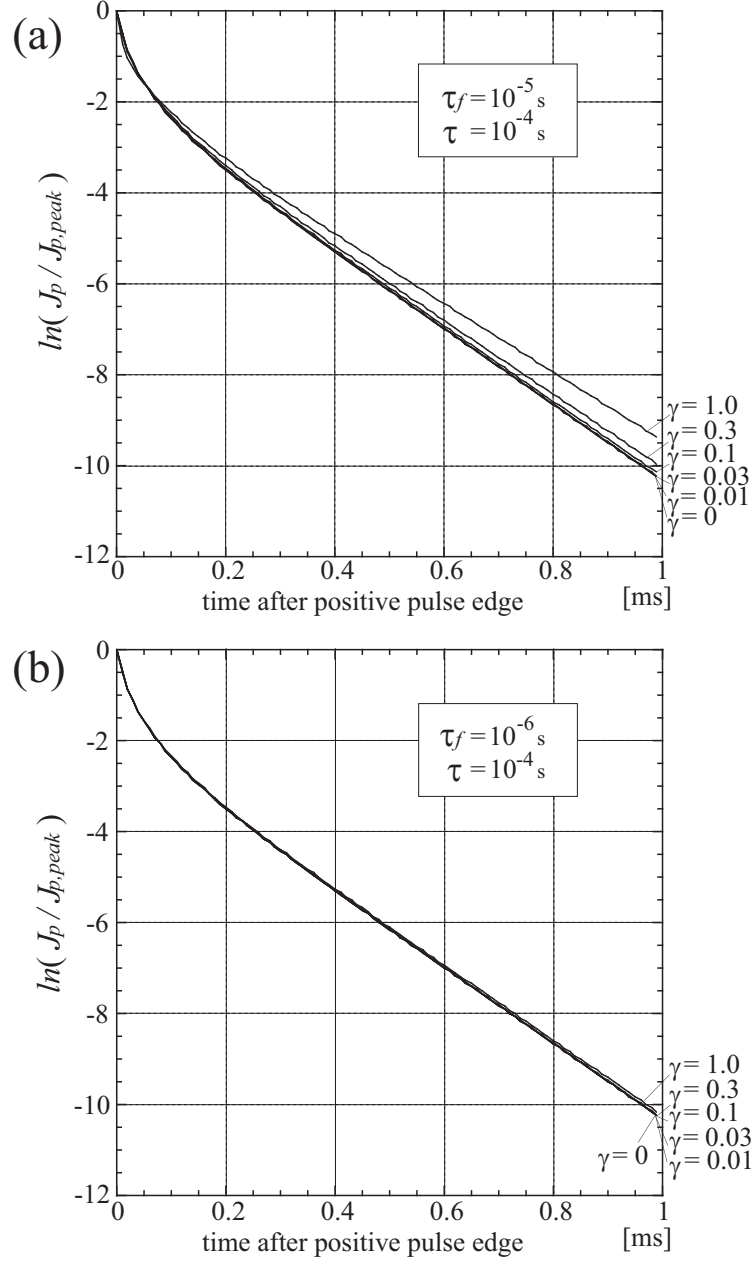 (a)
τf = 10⁻⁵ s
τ = 10⁻⁴ s
ln( Jp / Jp,peak)
0
-2
-4
-6
-8
-10
-12
γ = 1.0
γ = 0.3
γ = 0.1
γ = 0.03
γ = 0.01
γ = 0
0 0.2 0.4 0.6 0.8 1
time after positive pulse edge [ms]
(b)
τf = 10⁻⁶ s
τ = 10⁻⁴ s
ln( Jp / Jp,peak)
0
-2
-4
-6
-8
-10
-12
γ = 1.0
γ = 0.3
γ = 0.1
γ = 0.03
γ = 0.01
γ = 0
0 0.2 0.4 0.6 0.8 1
time after positive pulse edge [ms]